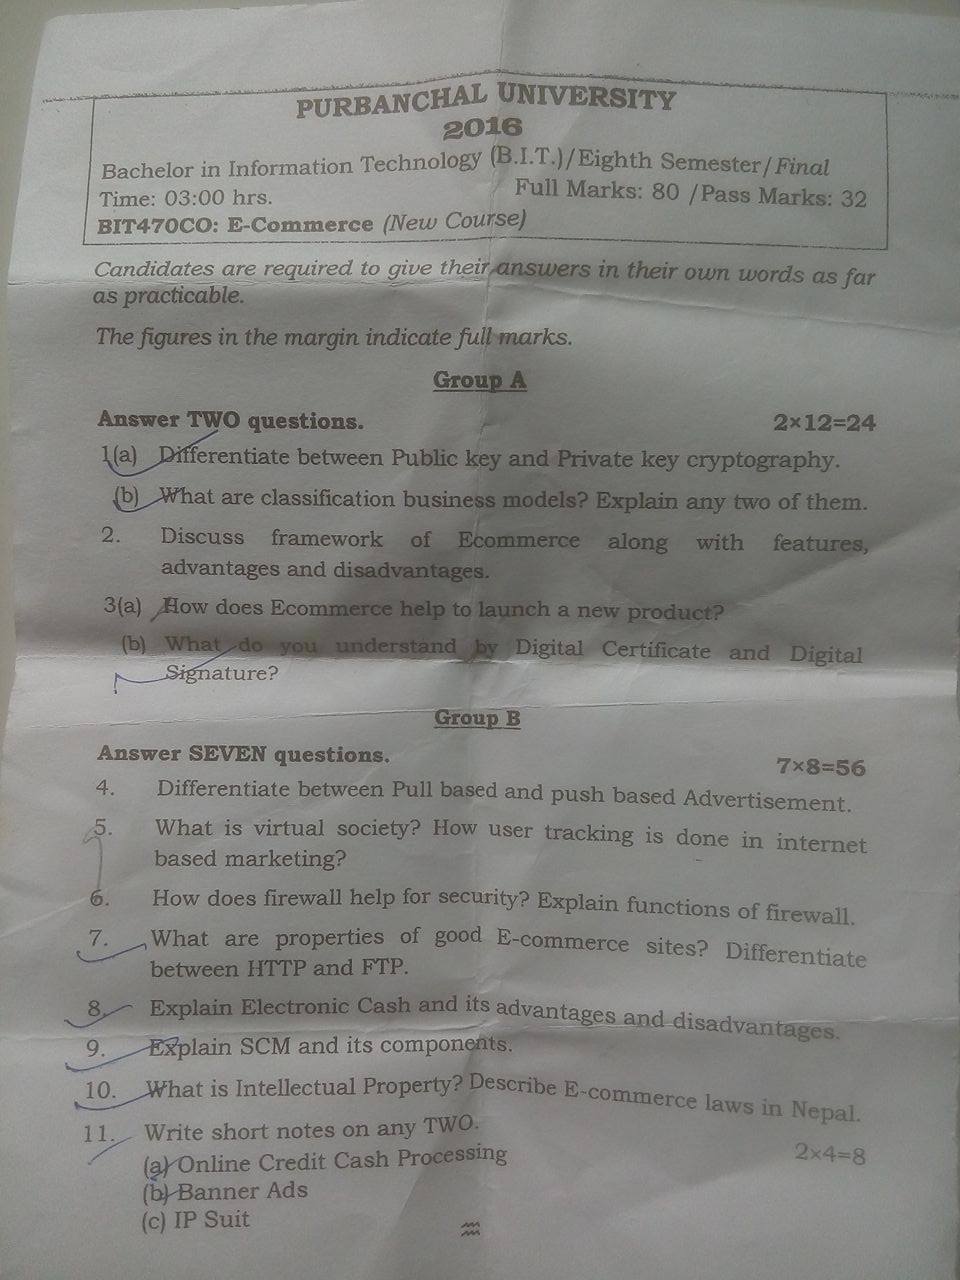 PURBANCHAL UNIVERSITY
2016
Bachelor in Information Technology (B.I.T.)/Eighth Semester/Final
Time: 03:00 hrs. Full Marks: 80 /Pass Marks: 32
BIT470CO: E-Commerce (New Course)
Candidates are required to give their answers in their own words as far
as practicable.
The figures in the margin indicate full marks.
Group A
Answer TWO questions. 2×12=24
1(a) Differentiate between Public key and Private key cryptography.
(b) What are classification business models? Explain any two of them.
2. Discuss framework of Ecommerce along with features,
advantages and disadvantages.
3(a) How does Ecommerce help to launch a new product?
(b) What do you understand by Digital Certificate and Digital
Signature?
Group B
Answer SEVEN questions. 7×8=56
4. Differentiate between Pull based and push based Advertisement.
5. What is virtual society? How user tracking is done in internet
based marketing?
6. How does firewall help for security? Explain functions of firewall.
7. What are properties of good E-commerce sites? Differentiate
between HTTP and FTP.
8. Explain Electronic Cash and its advantages and disadvantages.
9. Explain SCM and its components.
10. What is Intellectual Property? Describe E-commerce laws in Nepal.
11. Write short notes on any TWO. 2×4=8
(a) Online Credit Cash Processing
(b) Banner Ads
(c) IP Suit